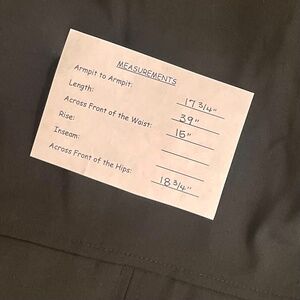 MEASUREMENTS
Armpit to Armpit: 17 3/4"
Length: 39"
Across Front of the Waist: 15"
Rise:
Inseam:
Across Front of the Hips: 18 3/4"